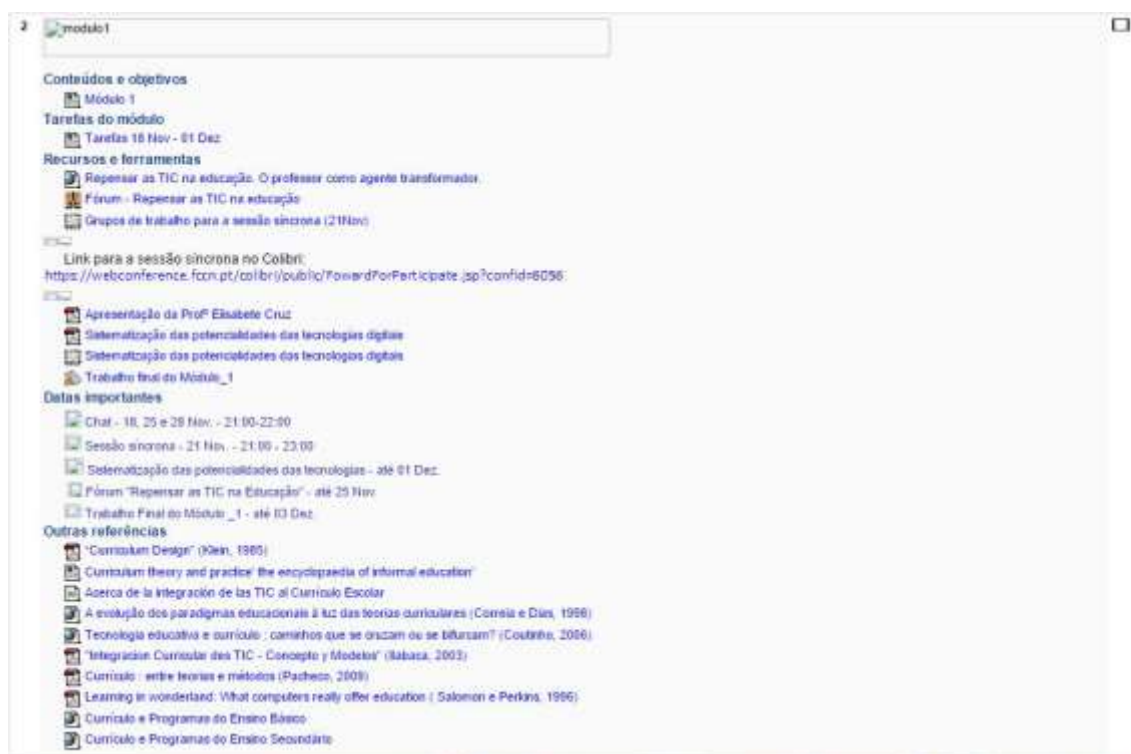 2
modulo1
Conteúdos e objetivos
Módulo 1
Tarefas do módulo
Tarefas 18 Nov - 01 Dez
Recursos e ferramentas
Repensar as TIC na educação. O professor como agente transformador.
Fórum - Repensar as TIC na educação
Grupos de trabalho para a sessão síncrona (21Nov)
Link para a sessão síncrona no Colibri:
https://webconference.fccn.pt/colibri/public/FowardForParticipate.jsp?confid=6056
Apresentação da Profª Elisabete Cruz
Sistematização das potencialidades das tecnologias digitais
Sistematização das potencialidades das tecnologias digitais
Trabalho final do Módulo_1
Datas importantes
Chat - 18, 25 e 28 Nov. - 21:00-22:00
Sessão síncrona - 21 Nov. - 21:00 - 23:00
Sistematização das potencialidades das tecnologias - até 01 Dez.
Fórum "Repensar as TIC na Educação" - até 25 Nov
Trabalho Final do Módulo _1 - até 03 Dez
Outras referências
"Curriculum Design" (Klein, 1985)
Curriculum theory and practice' the encyclopaedia of informal education'
Acerca de la integración de las TIC al Currículo Escolar
A evolução dos paradigmas educacionais à luz das teorias curriculares (Correia e Dias, 1998)
Tecnologia educativa e currículo : caminhos que se cruzam ou se bifurcam? (Coutinho, 2006)
"Integracion Curricular des TIC - Concepto y Modelos" (Ilabaca, 2003)
Currículo : entre teorias e métodos (Pacheco, 2009)
Learning in wonderland: What computers really offer education ( Salomon e Perkins, 1996)
Currículo e Programas do Ensino Básico
Currículo e Programas do Ensino Secundário